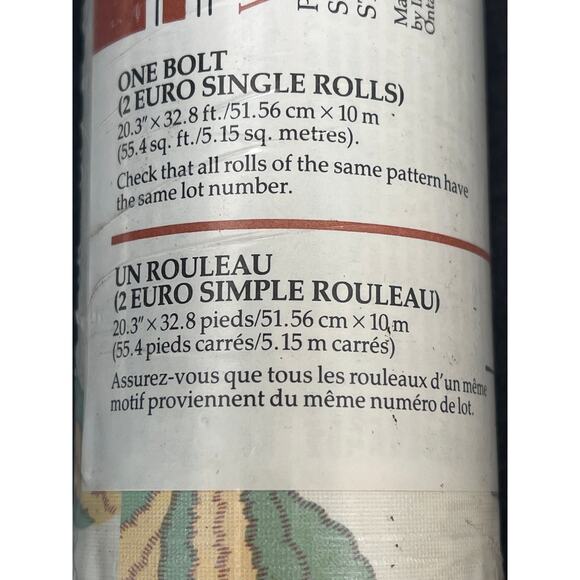 Ma
by I
Onta
ONE BOLT
(2 EURO SINGLE ROLLS)
20.3" × 32.8 ft./51.56 cm × 10 m
(55.4 sq. ft./5.15 sq. metres).
Check that all rolls of the same pattern have
the same lot number.
UN ROULEAU
(2 EURO SIMPLE ROULEAU)
20.3" × 32.8 pieds/51.56 cm × 10 m
(55.4 pieds carrés/5.15 m carrés)
Assurez-vous que tous les rouleaux d'un même
motif proviennent du même numéro de lot.